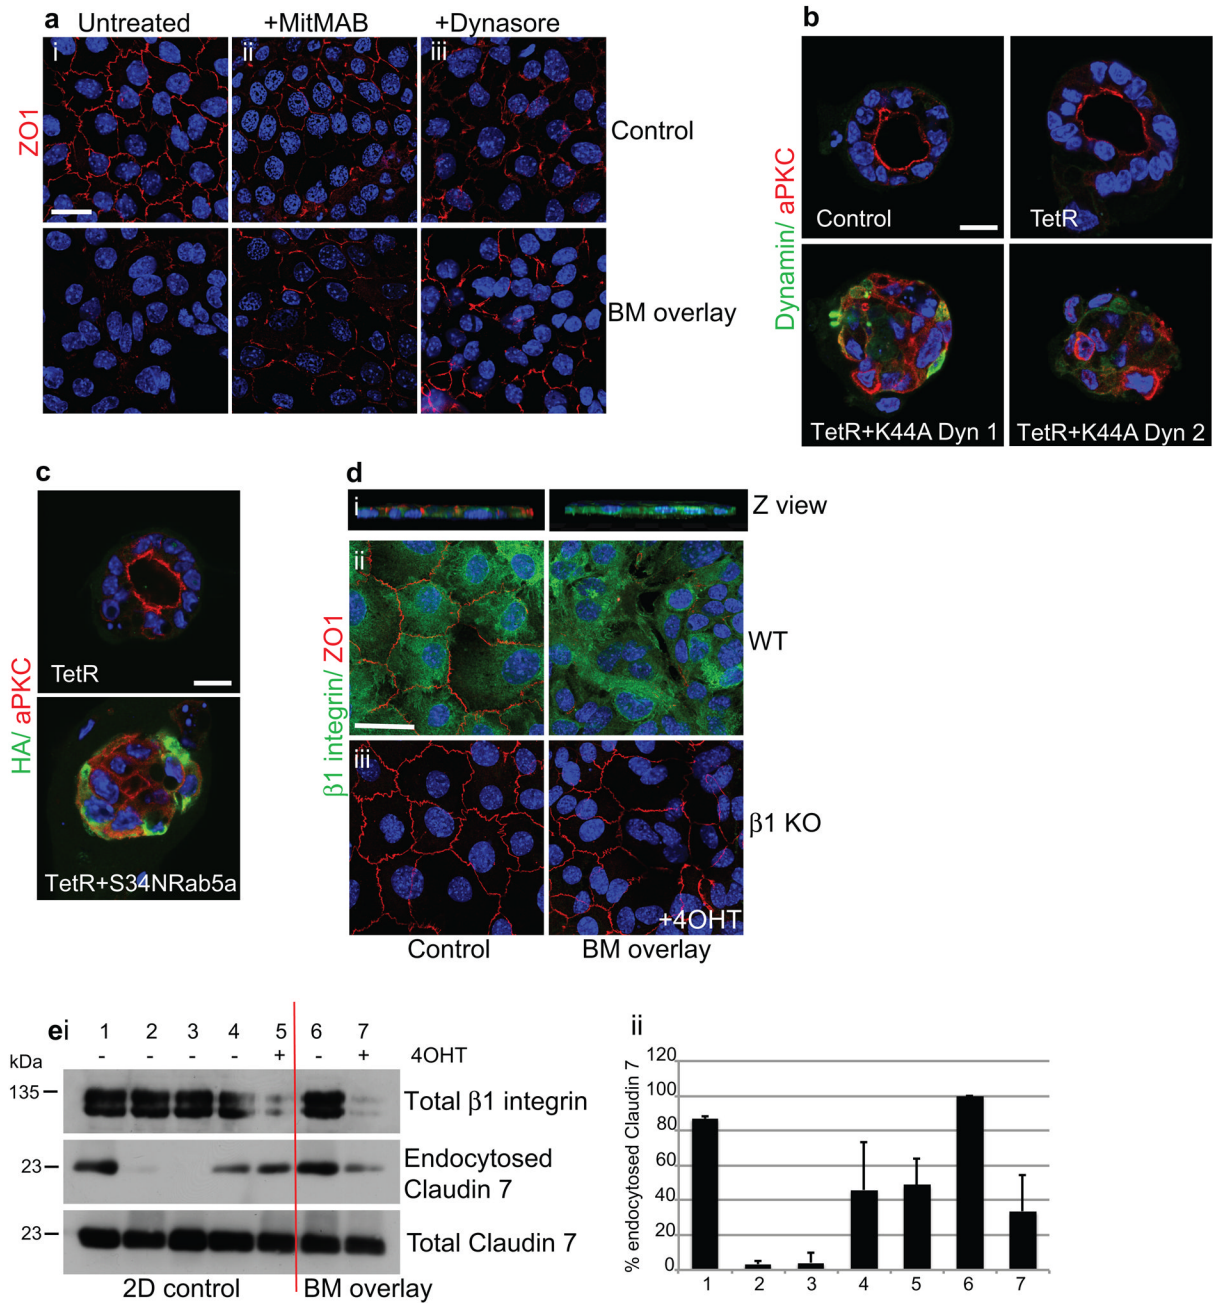 a Untreated +MitMAB +Dynasore
i ii iii
ZO1
Control
BM overlay
b
Dynamin/ aPKC
Control TetR
TetR+K44A Dyn 1 TetR+K44A Dyn 2
c
HA/ aPKC
TetR
TetR+S34NRab5a
d
i Z view
β1 integrin/ ZO1
ii WT
iii β1 KO
+4OHT
Control BM overlay
ei 1 2 3 4 5 6 7
kDa - - - - + - + 4OHT
135 Total β1 integrin
23 Endocytosed
Claudin 7
23 Total Claudin 7
2D control BM overlay
ii
% endocytosed Claudin 7
120
100
80
60
40
20
0
1 2 3 4 5 6 7